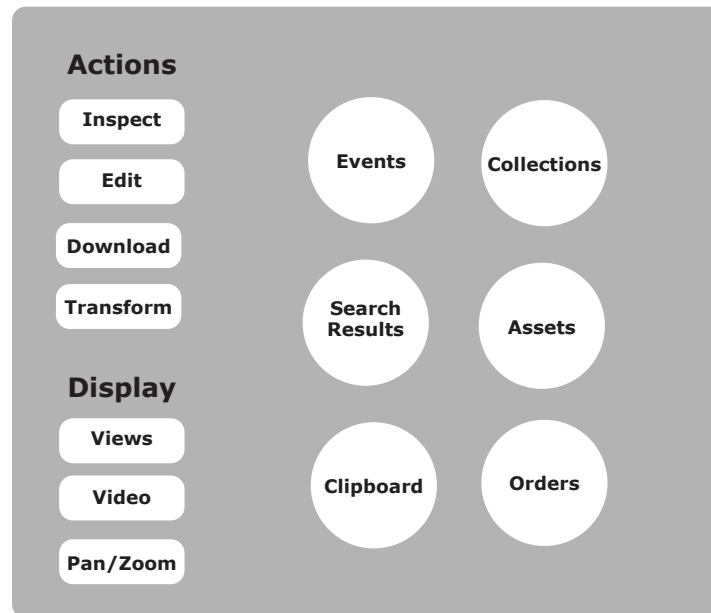 Actions
Inspect
Edit
Download
Transform
Display
Views
Video
Pan/Zoom
Events
Collections
Search
Results
Assets
Clipboard
Orders